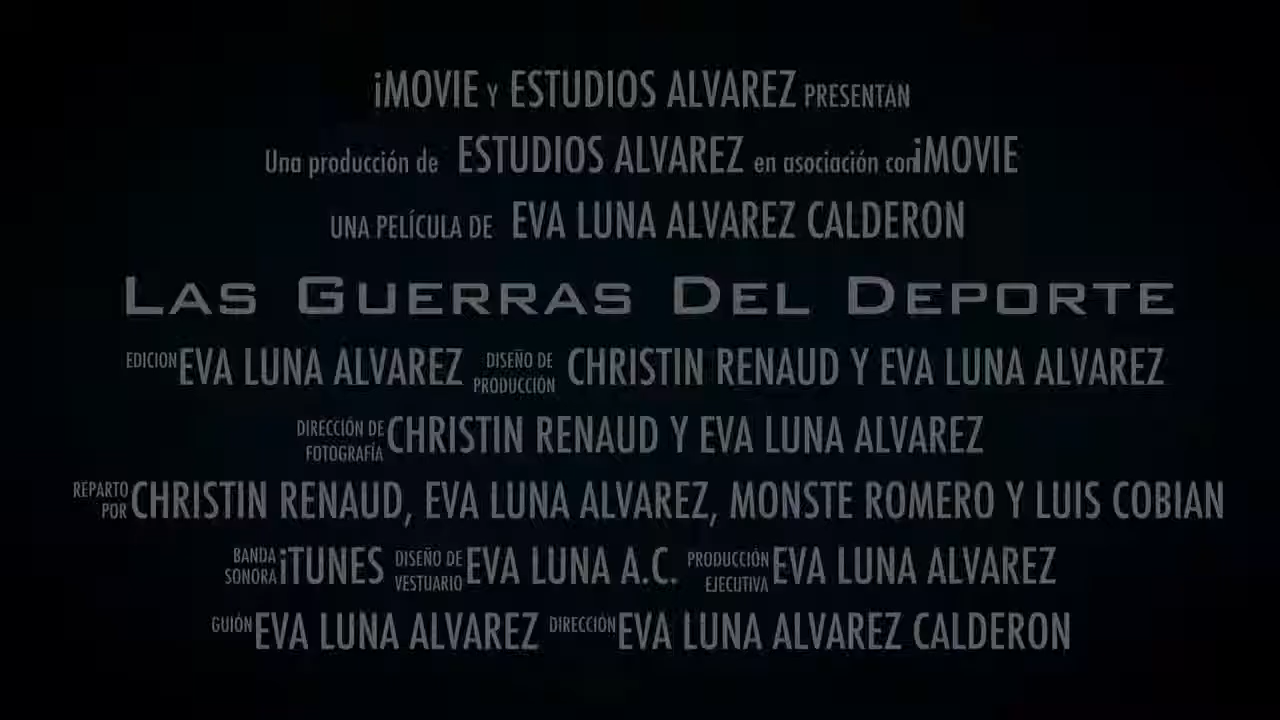 iMOVIE Y ESTUDIOS ALVAREZ PRESENTAN
Una producción de ESTUDIOS ALVAREZ en asociación con iMOVIE
UNA PELÍCULA DE EVA LUNA ALVAREZ CALDERON
LAS GUERRAS DEL DEPORTE
EDICION EVA LUNA ALVAREZ DISEÑO DE PRODUCCIÓN CHRISTIN RENAUD Y EVA LUNA ALVAREZ
DIRECCIÓN DE FOTOGRAFÍA CHRISTIN RENAUD Y EVA LUNA ALVAREZ
REPARTO POR CHRISTIN RENAUD, EVA LUNA ALVAREZ, MONSTE ROMERO Y LUIS COBIAN
BANDA SONORA iTUNES DISEÑO DE VESTUARIO EVA LUNA A.C. PRODUCCIÓN EJECUTIVA EVA LUNA ALVAREZ
GUIÓN EVA LUNA ALVAREZ DIRECCIÓN EVA LUNA ALVAREZ CALDERON